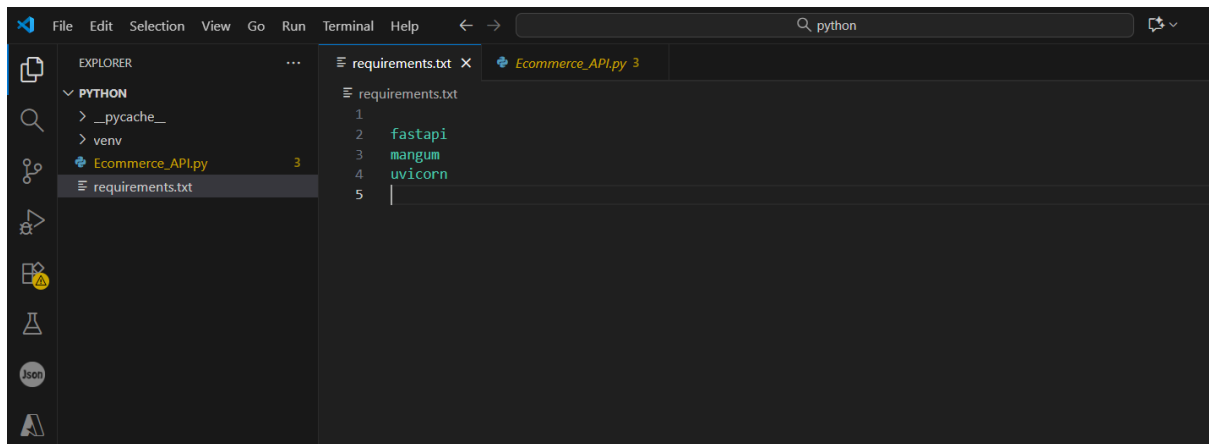 File Edit Selection View Go Run Terminal Help python
EXPLORER ...
requirements.txt
Ecommerce_API.py 3
PYTHON
__pycache__
venv
Ecommerce_API.py 3
requirements.txt
requirements.txt
1
2 fastapi
3 mangum
4 uvicorn
5
Json